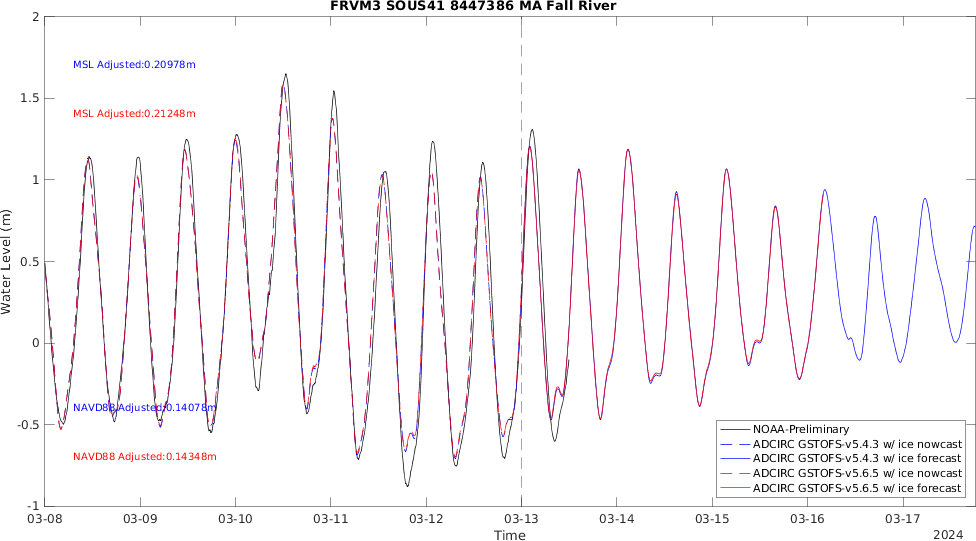 FRVM3 SOUS41 8447386 MA Fall River
2
1.5
1
0.5
0
-0.5
-1
Water Level (m)
MSL Adjusted:0.20978m
MSL Adjusted:0.21248m
NAVD88 Adjusted:0.14078m
NAVD88 Adjusted:0.14348m
NOAA-Preliminary
ADCIRC GSTOFS-v5.4.3 w/ ice nowcast
ADCIRC GSTOFS-v5.4.3 w/ ice forecast
ADCIRC GSTOFS-v5.6.5 w/ ice nowcast
ADCIRC GSTOFS-v5.6.5 w/ ice forecast
03-08 03-09 03-10 03-11 03-12 03-13 03-14 03-15 03-16 03-17
Time
2024